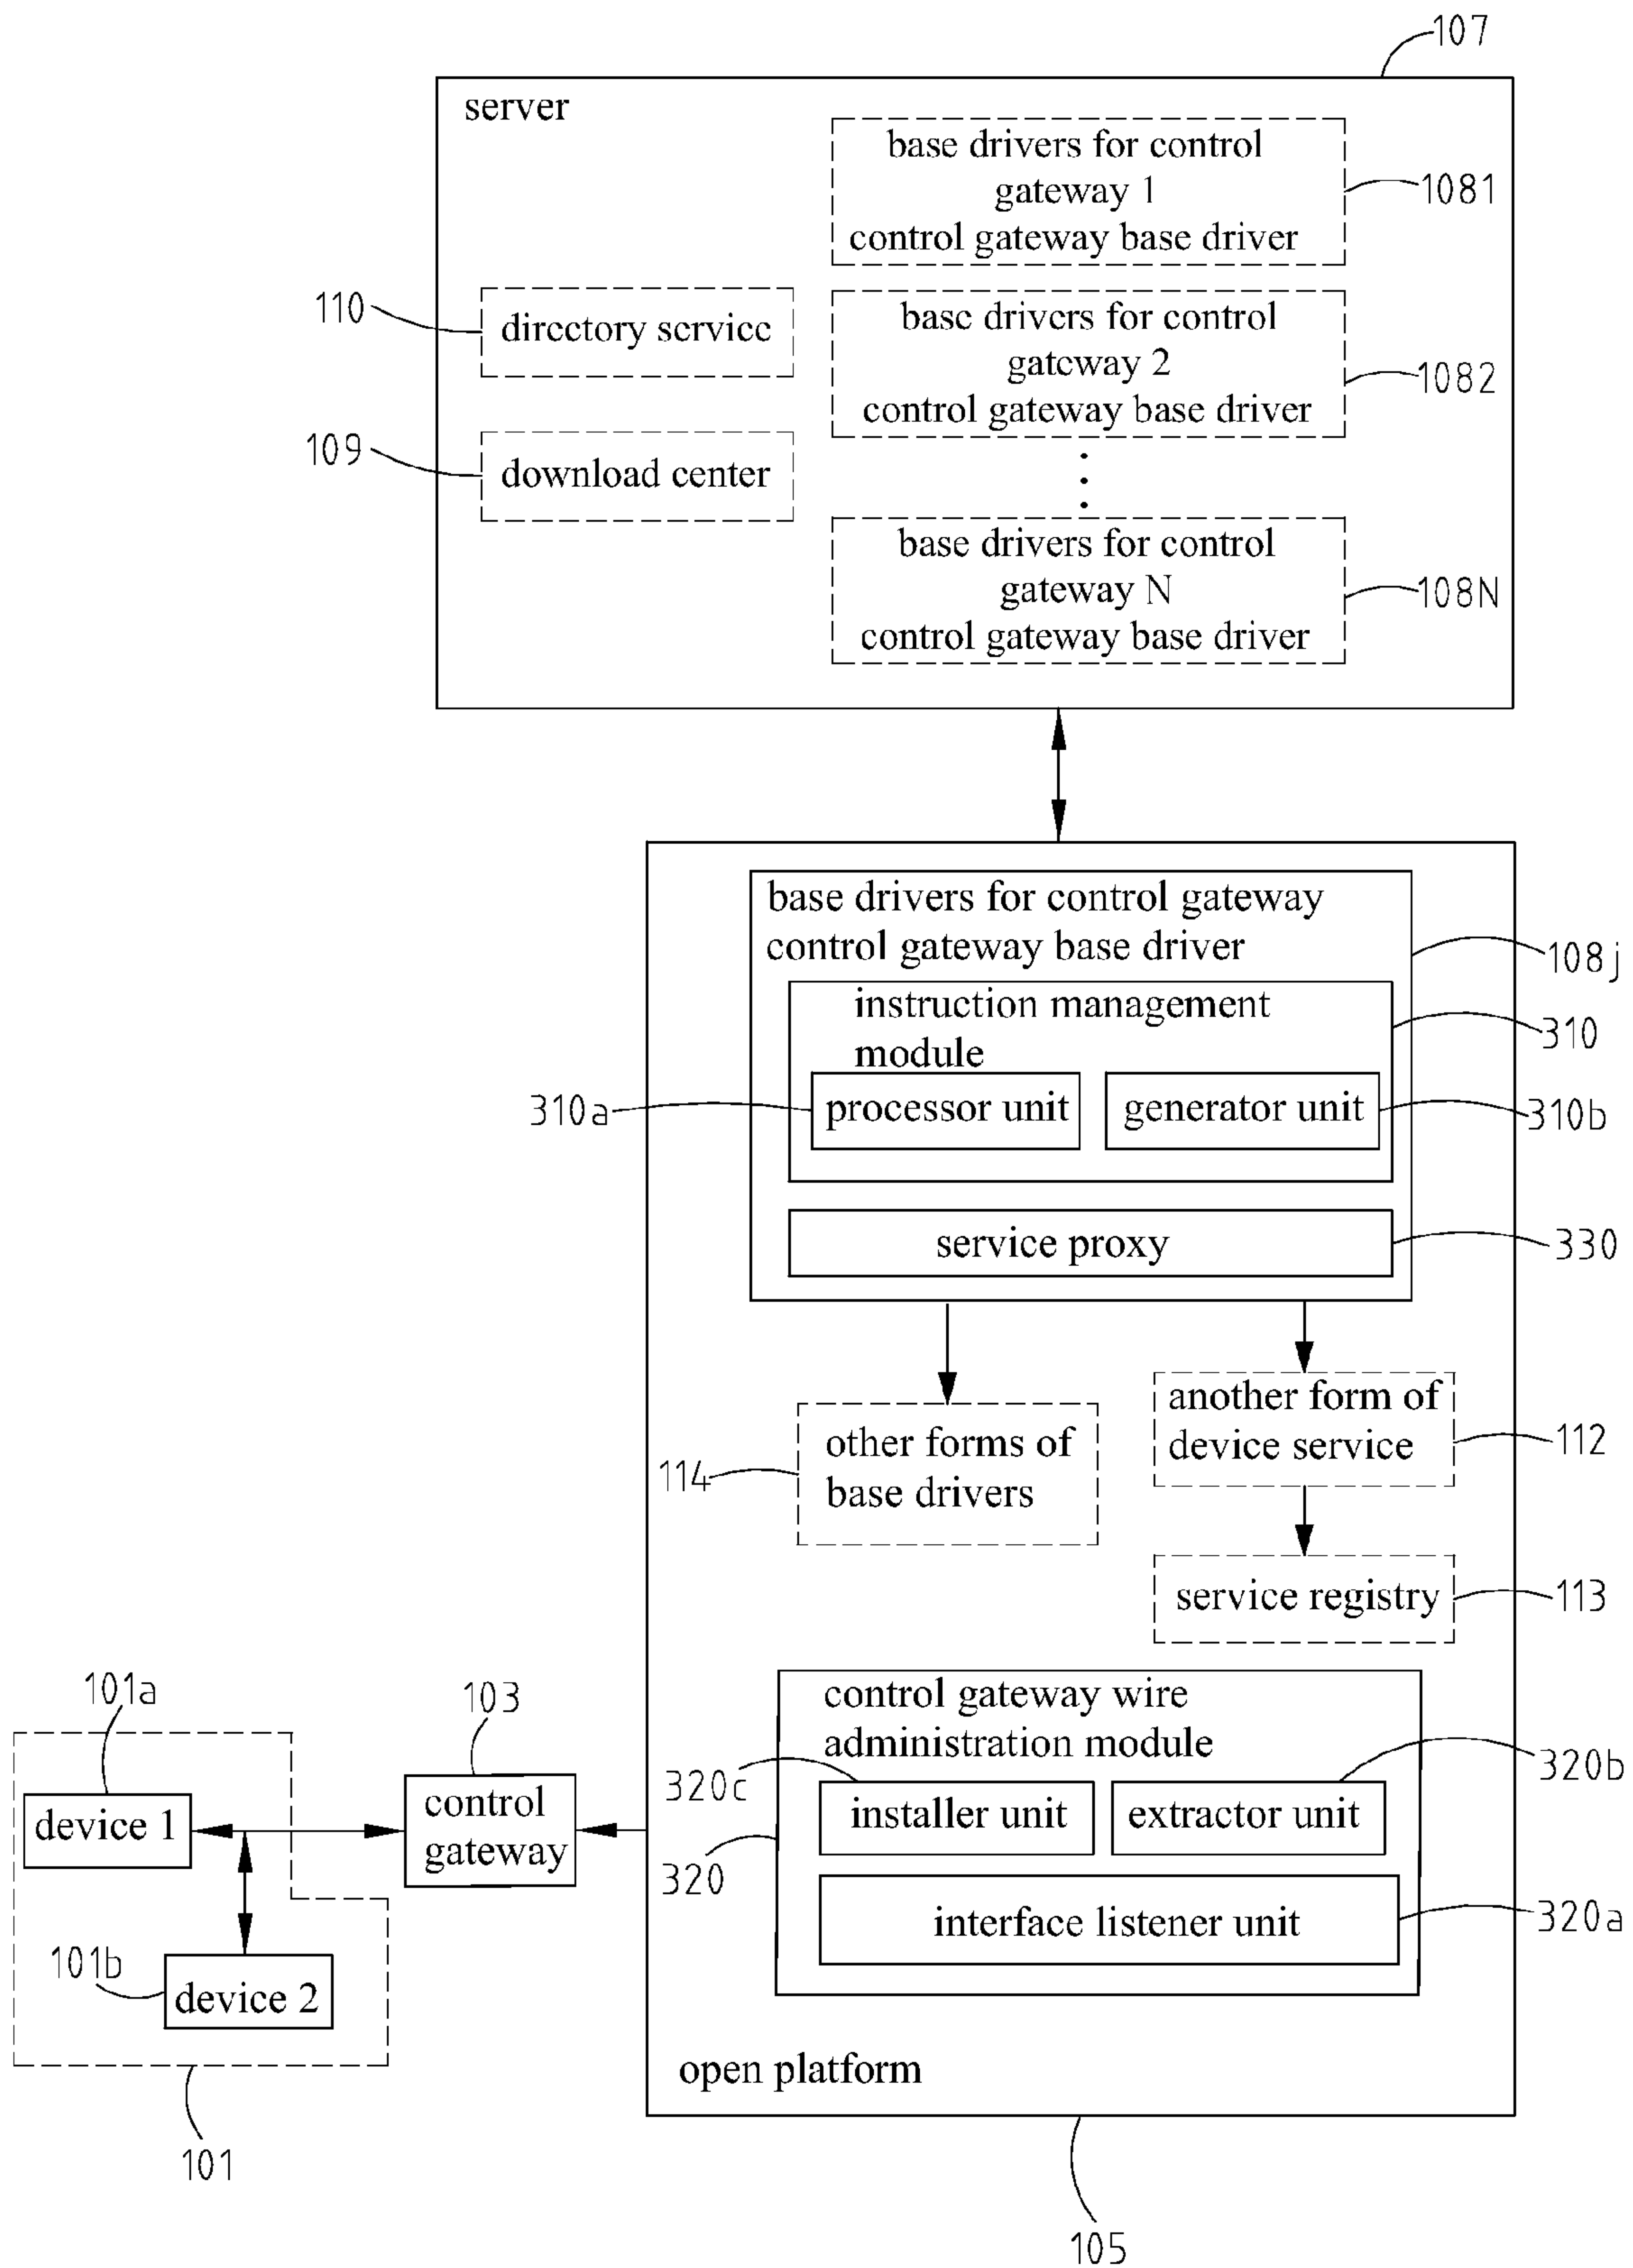 107
server
base drivers for control
gateway 1
control gateway base driver
1081
110
directory service
base drivers for control
gateway 2
control gateway base driver
1082
109
download center
base drivers for control
gateway N
control gateway base driver
108N
base drivers for control gateway
control gateway base driver
108j
instruction management
module
310
310a
processor unit
generator unit
310b
service proxy
330
other forms of
base drivers
114
another form of
device service
112
service registry
113
control gateway wire
administration module
320c
installer unit
extractor unit
320b
320
interface listener unit
320a
101a
device 1
103
control
gateway
101b
device 2
101
open platform
105